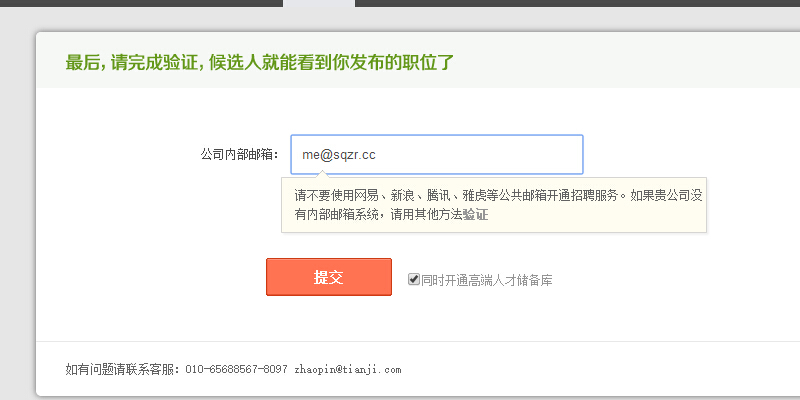 最后, 请完成验证, 候选人就能看到你发布的职位了
公司内部邮箱： me@sqzr.cc
请不要使用网易、新浪、腾讯、雅虎等公共邮箱开通招聘服务。如果贵公司没
有内部邮箱系统，请用其他方法验证
提交 同时开通高端人才储备库
如有问题请联系客服：010-65688567-8097 zhaopin@tianji.com